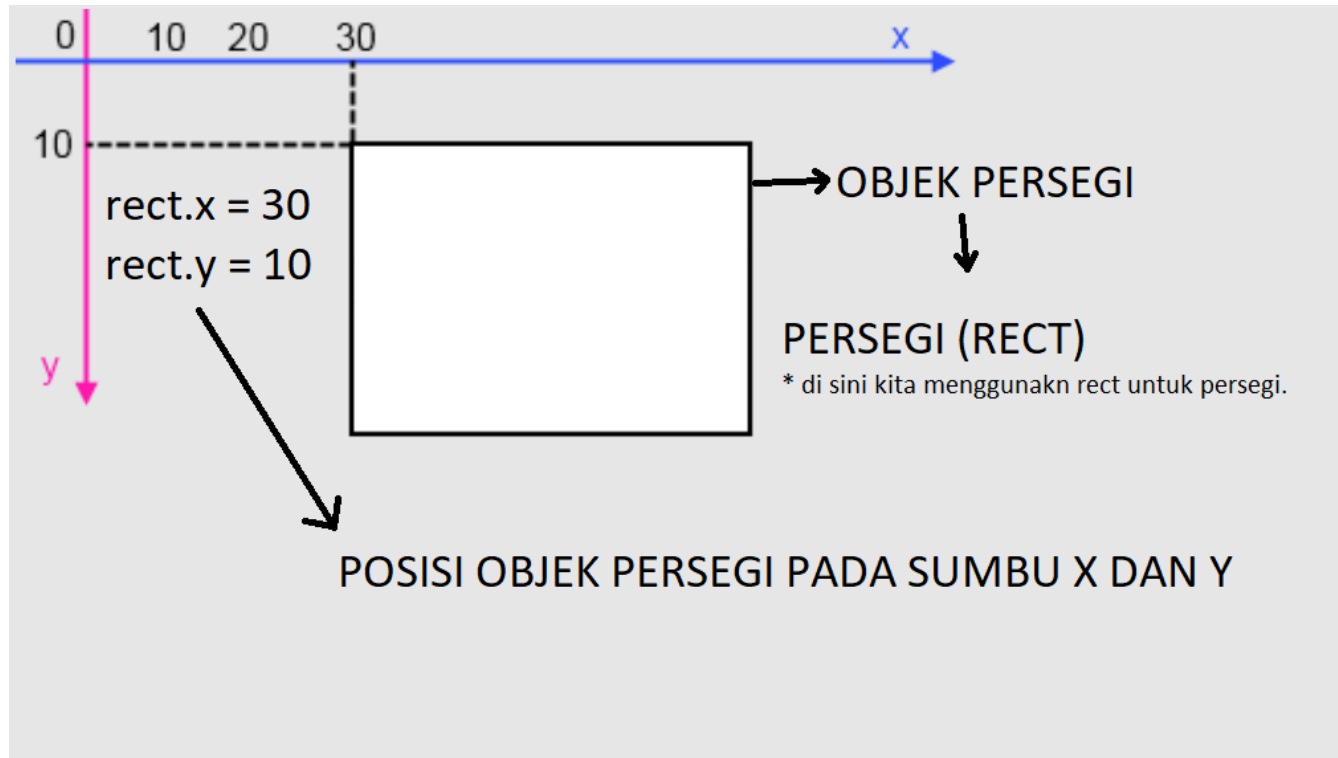 0 10 20 30 x
10
rect.x = 30
rect.y = 10
y
OBJEK PERSEGI
PERSEGI (RECT)
* di sini kita menggunakn rect untuk persegi.
POSISI OBJEK PERSEGI PADA SUMBU X DAN Y